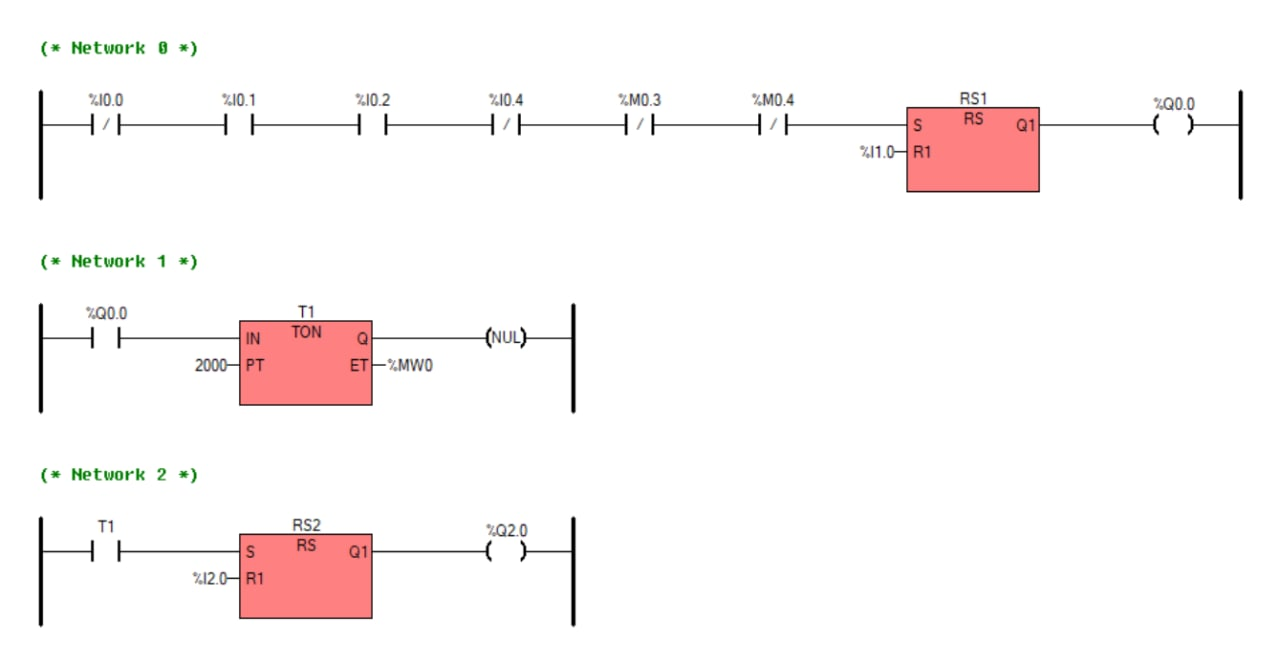 (* Network 0 *)
%I0.0 %I0.1 %I0.2 %I0.4 %M0.3 %M0.4 RS1 %Q0.0
/ / / / S RS Q1 ( )
%I1.0 R1
(* Network 1 *)
%Q0.0 T1
IN TON Q (NUL)
2000 PT ET %MW0
(* Network 2 *)
T1 RS2 %Q2.0
S RS Q1 ( )
%I2.0 R1